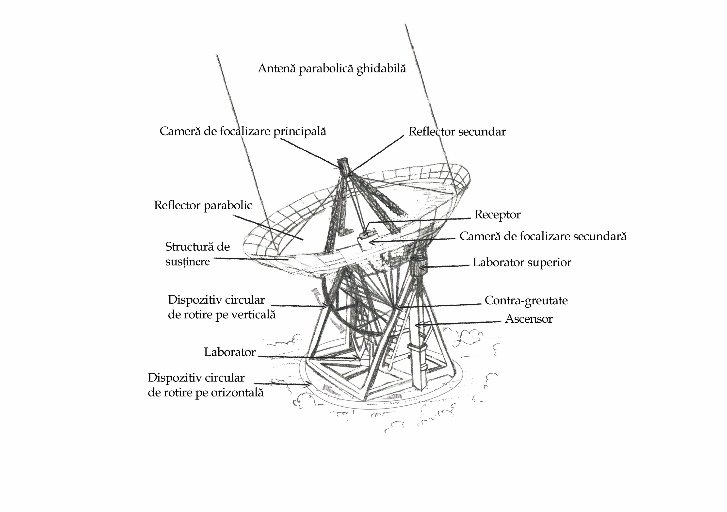 Antenă parabolică ghidabilă
Cameră de focalizare principală
Reflector secundar
Reflector parabolic
Receptor
Cameră de focalizare secundară
Structură de
susținere
Laborator superior
Dispozitiv circular
de rotire pe verticală
Contra-greutate
Ascensor
Laborator
Dispozitiv circular
de rotire pe orizontală